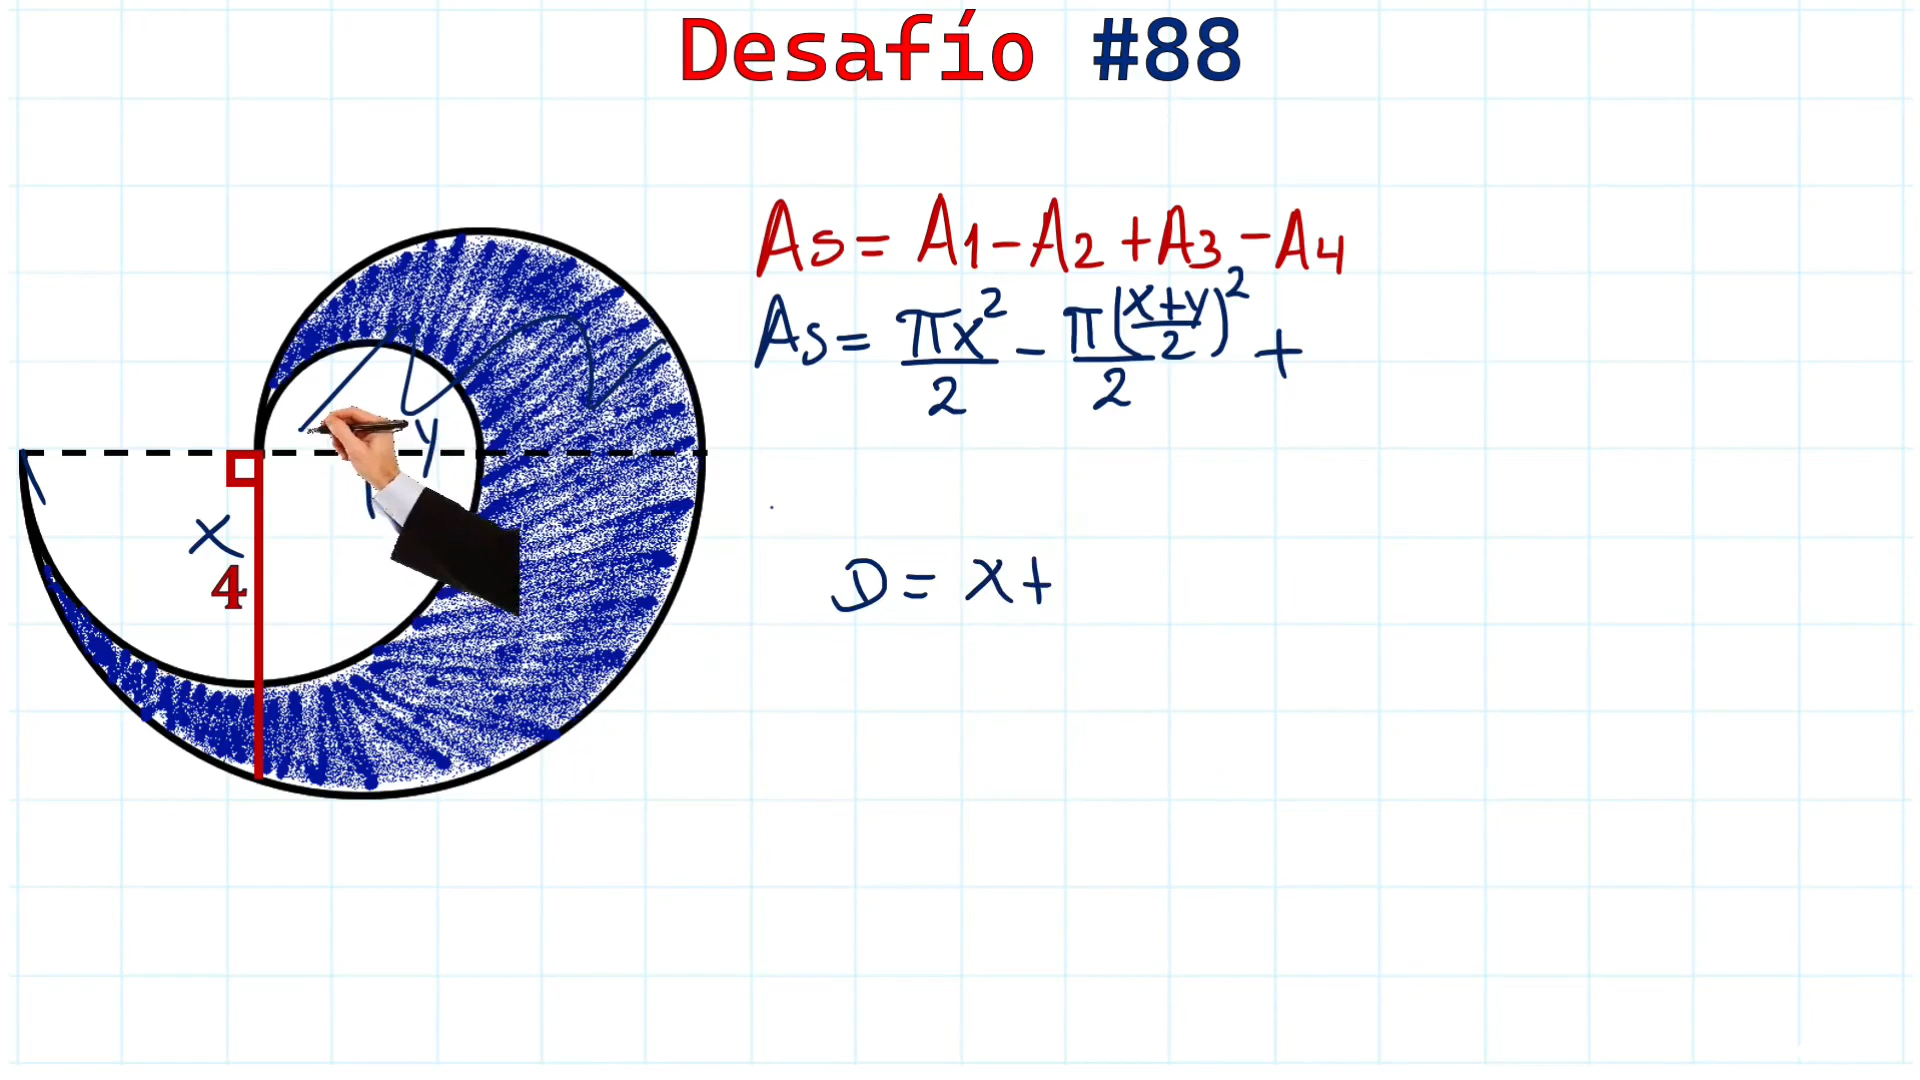 Desafío #88
As = A1 - A2 + A3 - A4
As = πx²/2 - π((x+y)/2)²/2 +
y
x
4
D = x+